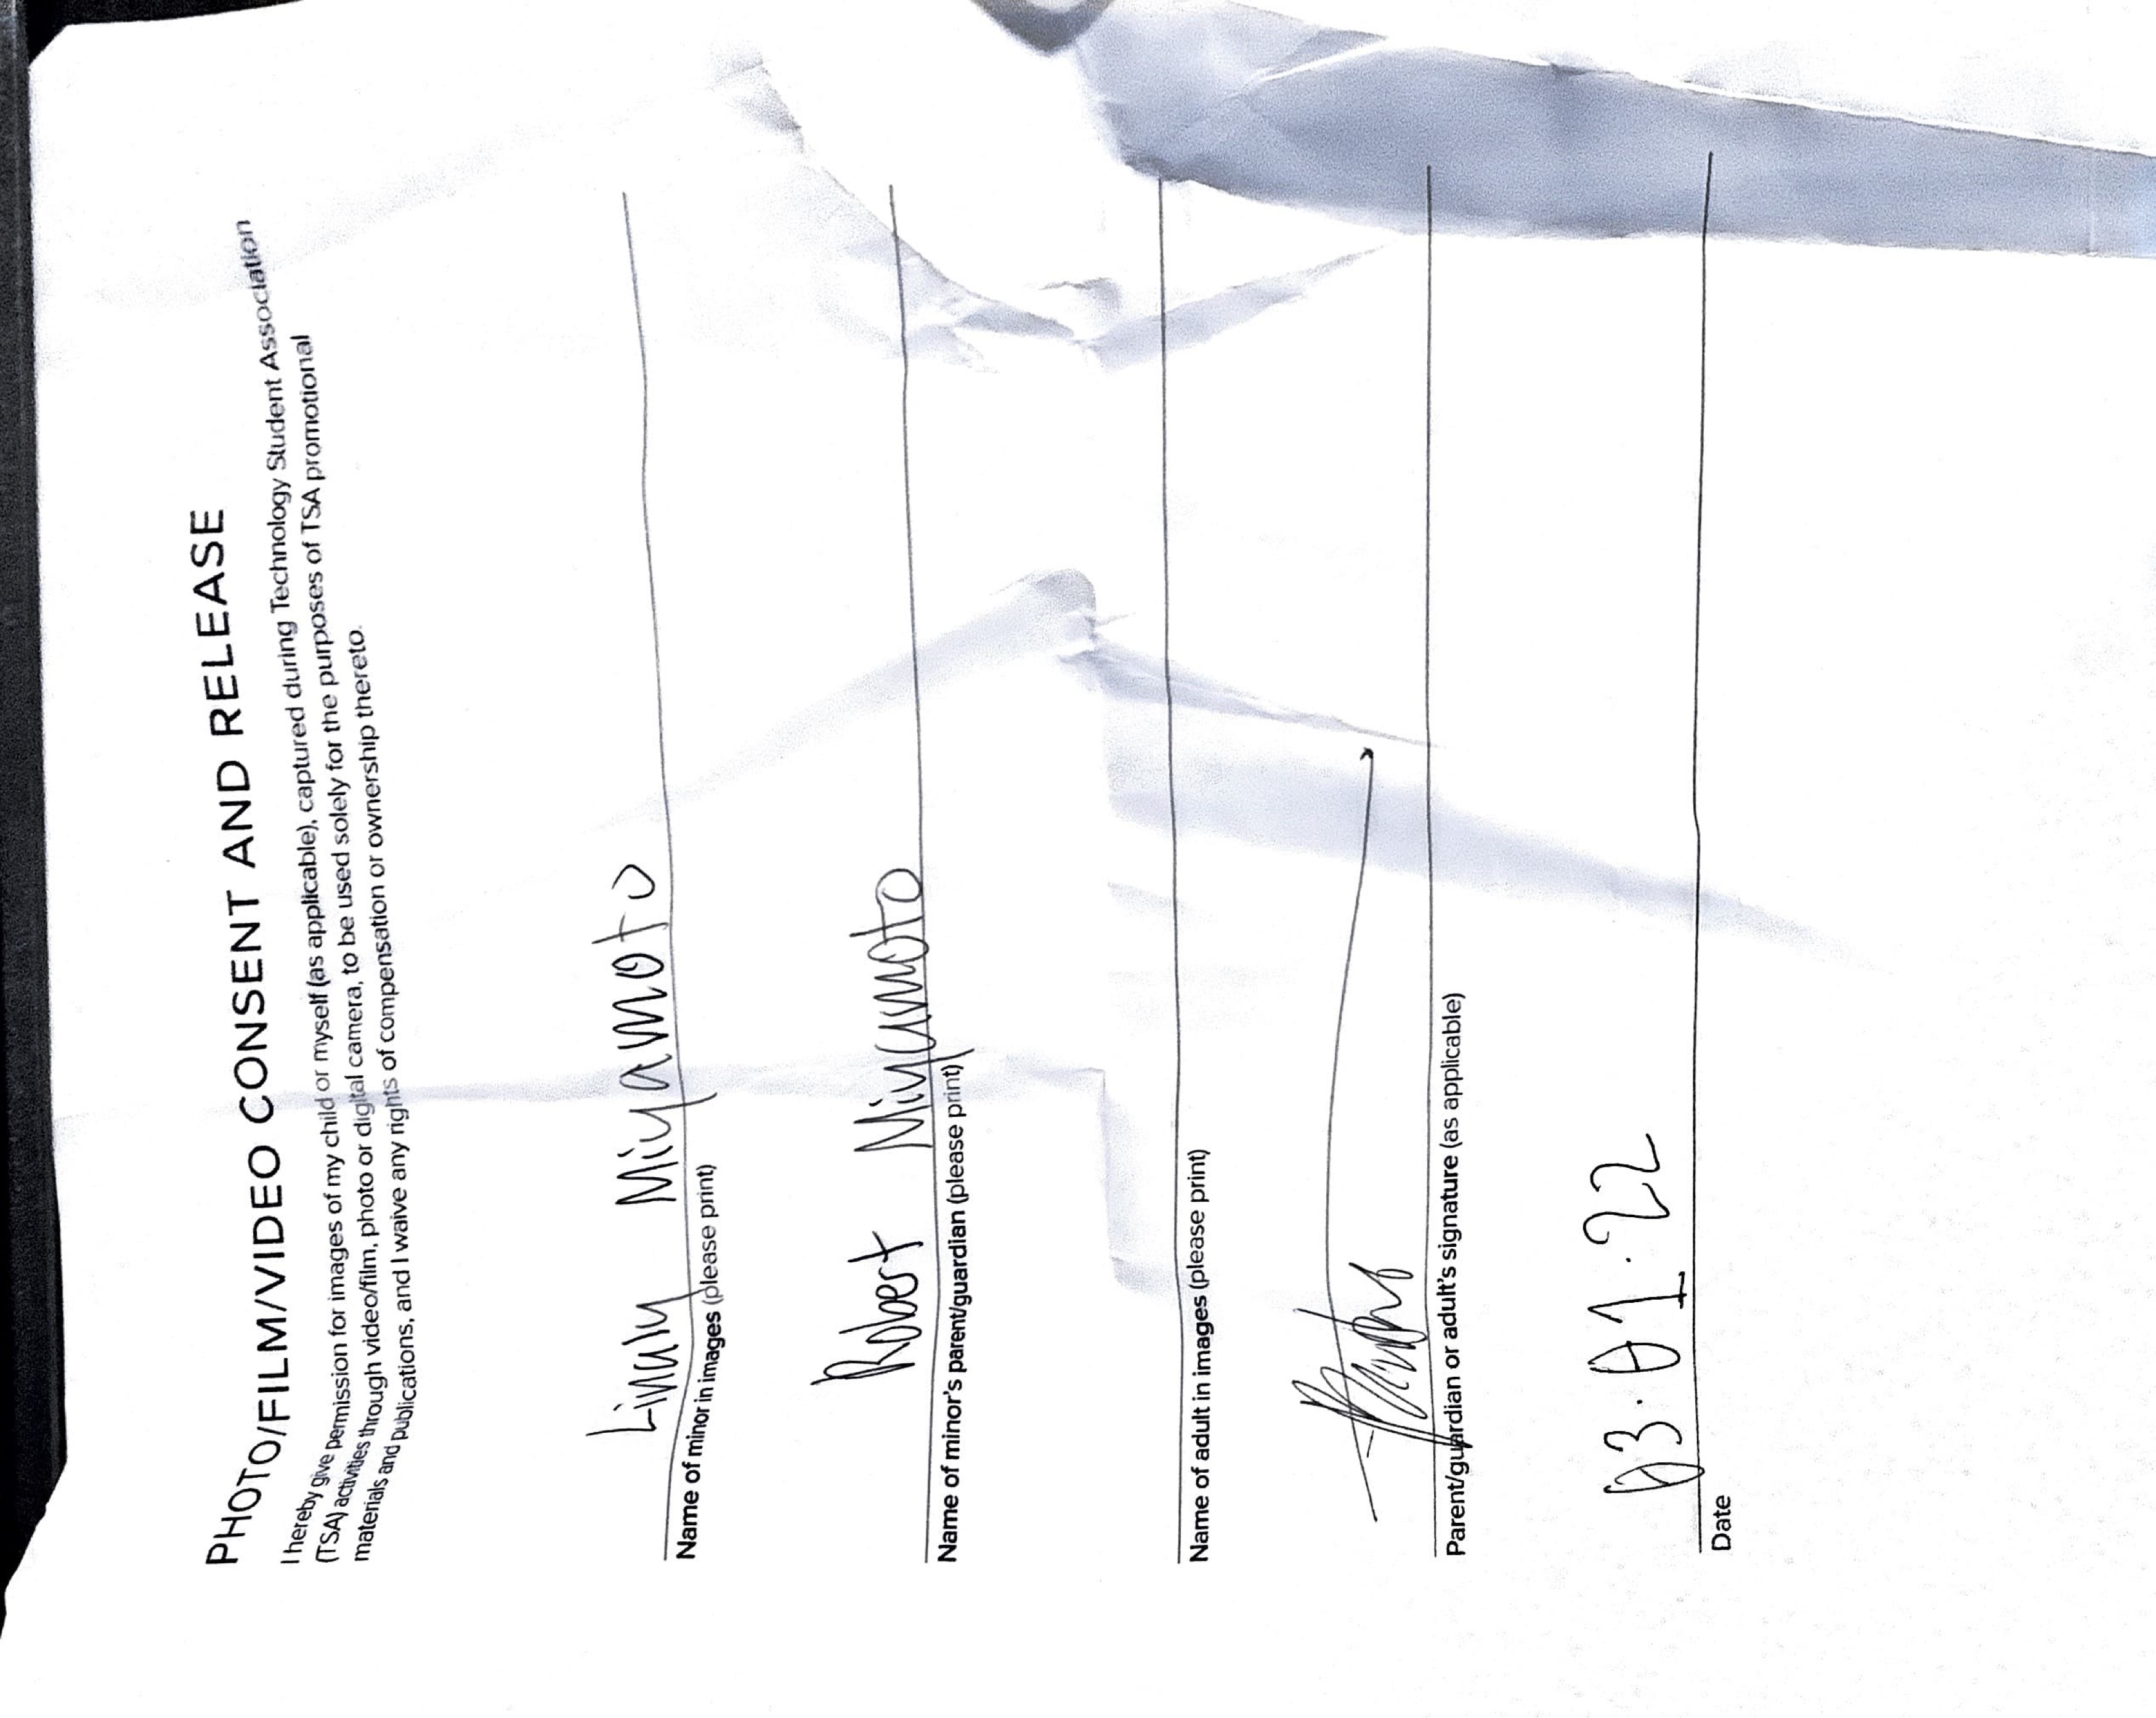 PHOTO/FILM/VIDEO CONSENT AND RELEASE
I hereby give permission for images of my child or myself (as applicable), captured during Technology Student Association
(TSA) activities through video/film, photo or digital camera, to be used solely for the purposes of TSA promotional
materials and publications, and I waive any rights of compensation or ownership thereto.
Miyamoto
Name of minor in images (please print)
Robert Miyamoto
Name of minor's parent/guardian (please print)
Name of adult in images (please print)
Parent/guardian or adult's signature (as applicable)
03.01.22
Date